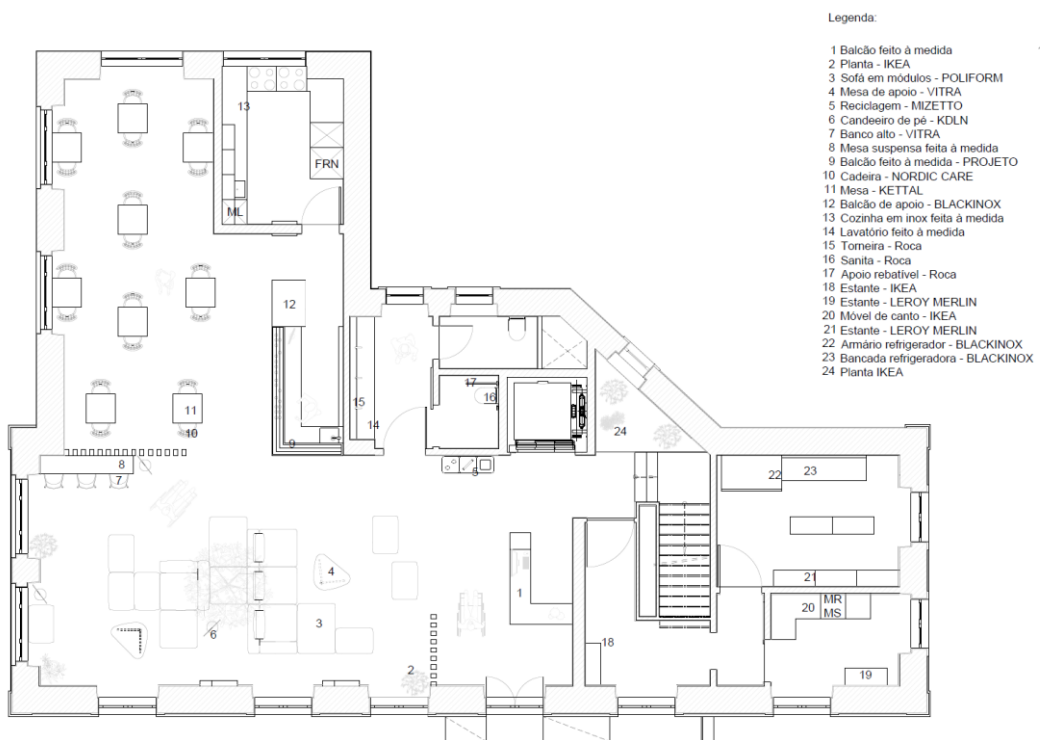 Legenda:
1 Balcão feito à medida
2 Planta - IKEA
3 Sofá em módulos - POLIFORM
4 Mesa de apoio - VITRA
5 Reciclagem - MIZETTO
6 Candeeiro de pé - KDLN
7 Banco alto - VITRA
8 Mesa suspensa feita à medida
9 Balcão feito à medida - PROJETO
10 Cadeira - NORDIC CARE
11 Mesa - KETTAL
12 Balcão de apoio - BLACKINOX
13 Cozinha em inox feita à medida
14 Lavatório feito à medida
15 Torneira - Roca
16 Sanita - Roca
17 Apoio rebatível - Roca
18 Estante - IKEA
19 Estante - LEROY MERLIN
20 Móvel de canto - IKEA
21 Estante - LEROY MERLIN
22 Armário refrigerador - BLACKINOX
23 Bancada refrigeradora - BLACKINOX
24 Planta IKEA
13
FRN
ML
12
17
16
15
14
11
10
9
24
8
7
5
22
23
4
1
21
20
MR
MS
3
6
18
2
19